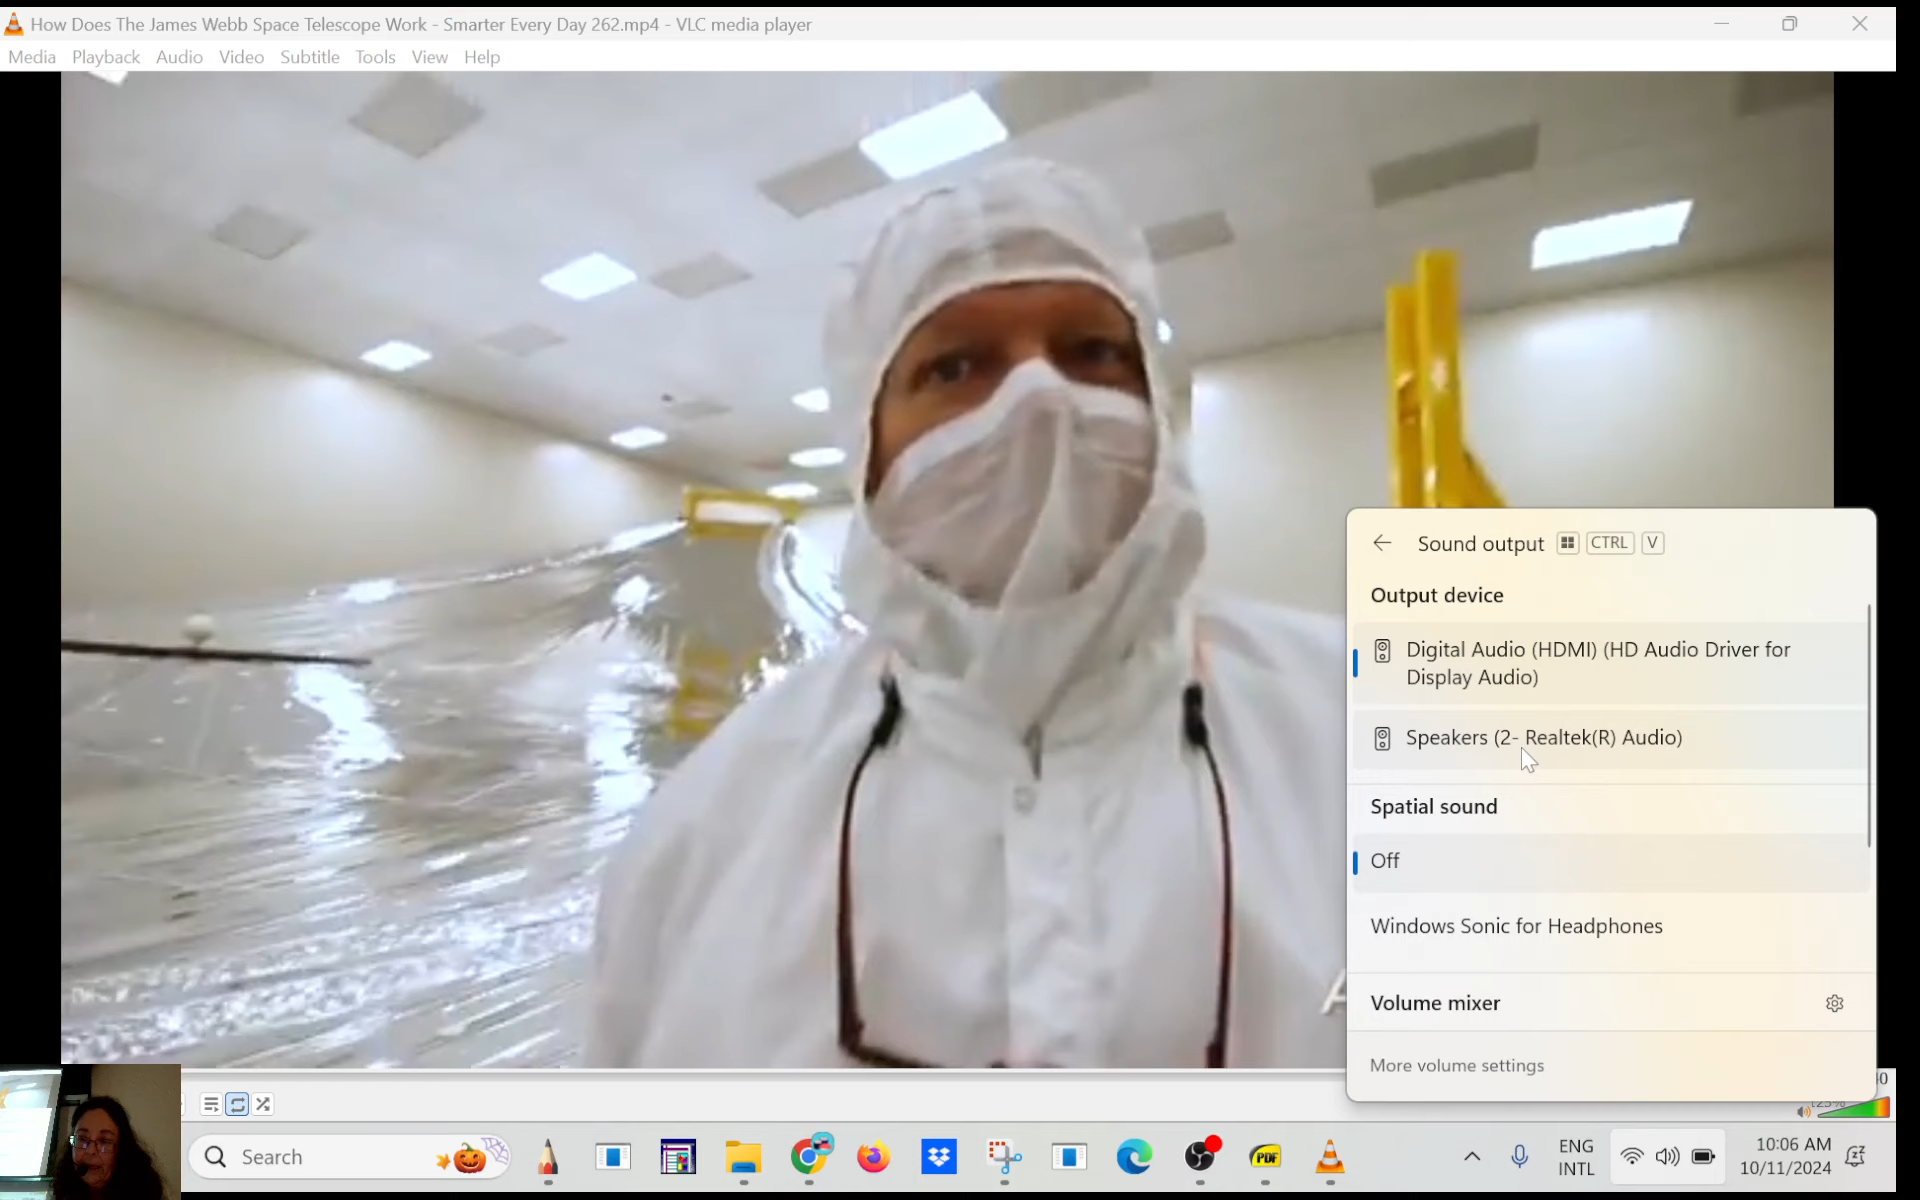 How Does The James Webb Space Telescope Work - Smarter Every Day 262.mp4 - VLC media player
Media Playback Audio Video Subtitle Tools View Help
Sound output CTRL V
Output device
Digital Audio (HDMI) (HD Audio Driver for
Display Audio)
Speakers (2- Realtek(R) Audio)
Spatial sound
Off
Windows Sonic for Headphones
Volume mixer
More volume settings
Search
PDF
ENG
INTL
10:06 AM
10/11/2024